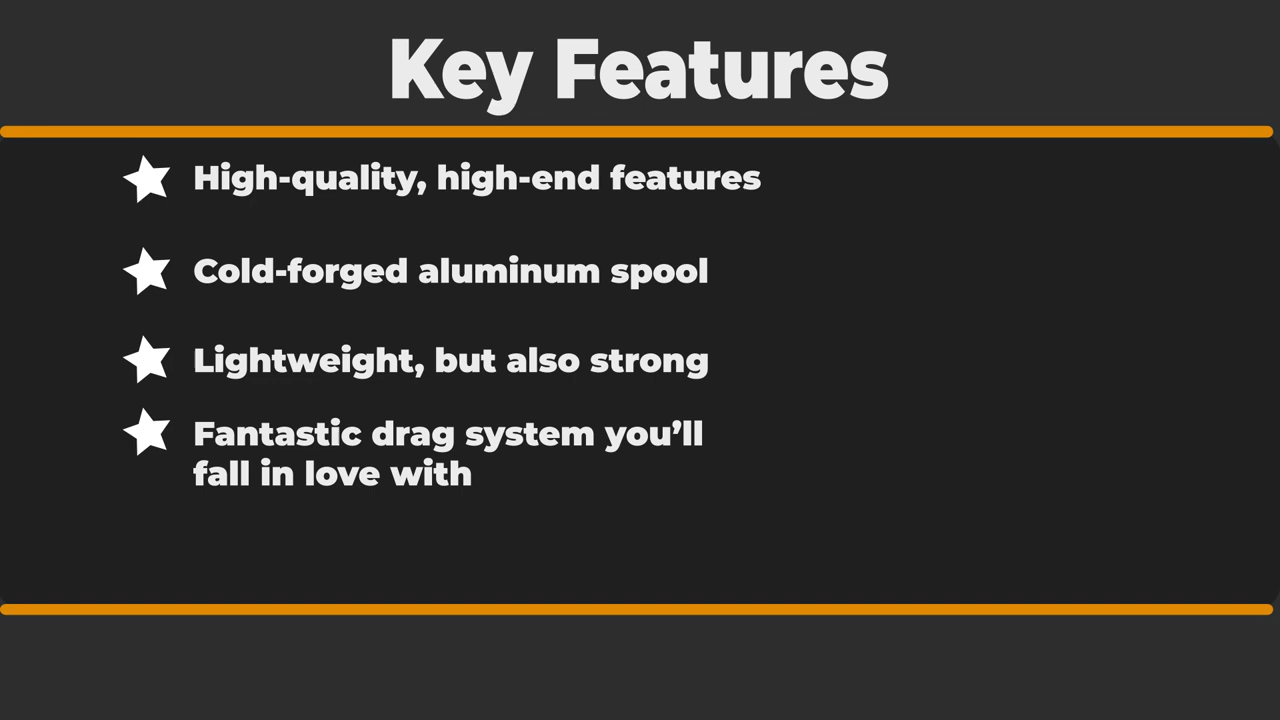 Key Features
High-quality, high-end features
Cold-forged aluminum spool
Lightweight, but also strong
Fantastic drag system you’ll
fall in love with